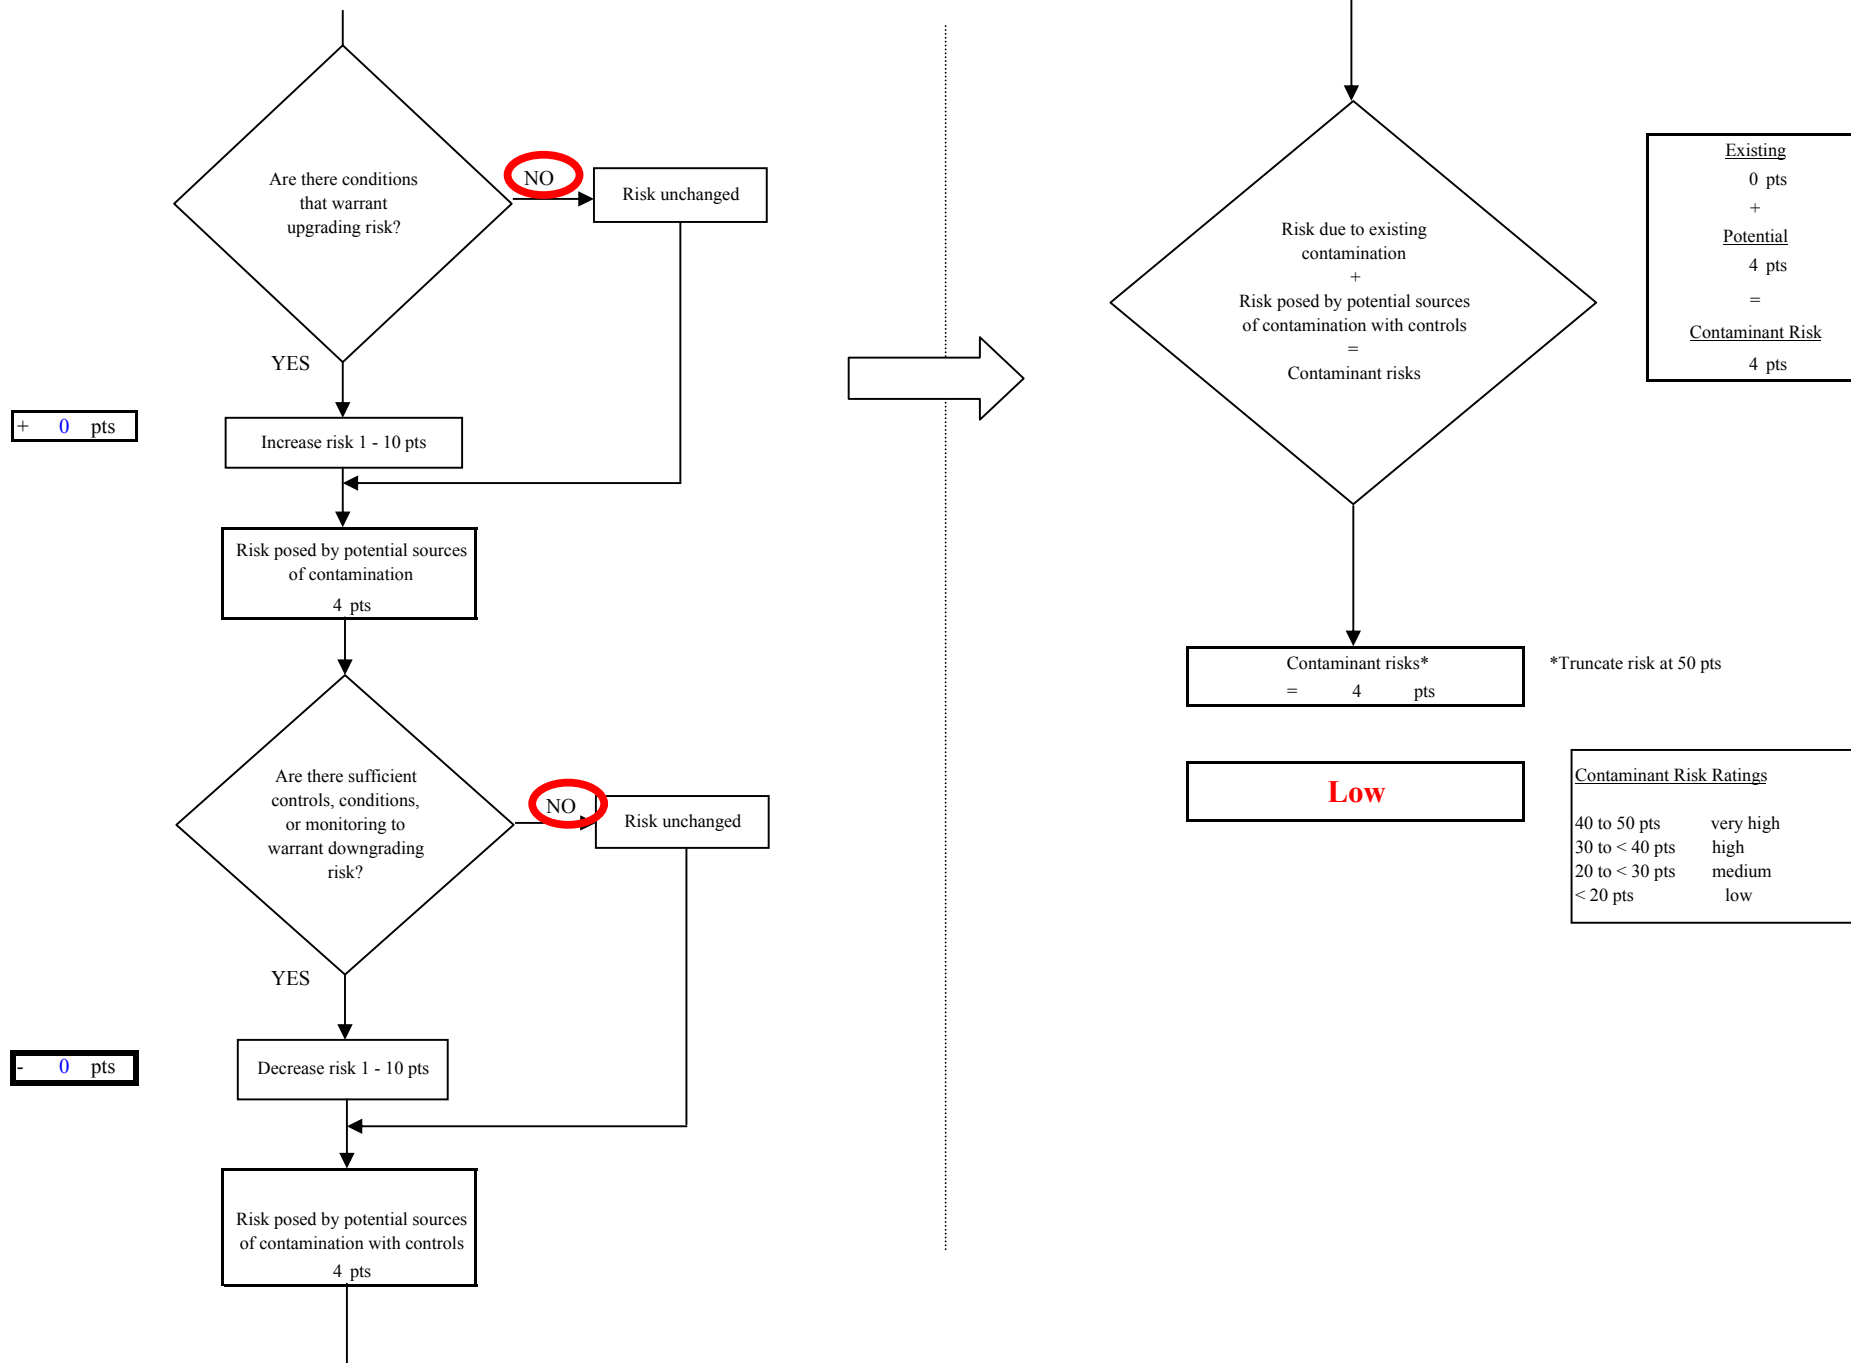 Are there conditions
that warrant
upgrading risk?
NO
Risk unchanged
YES
+ 0 pts
Increase risk 1 - 10 pts
Risk posed by potential sources
of contamination
4 pts
Are there sufficient
controls, conditions,
or monitoring to
warrant downgrading
risk?
NO
Risk unchanged
YES
- 0 pts
Decrease risk 1 - 10 pts
Risk posed by potential sources
of contamination with controls
4 pts
Risk due to existing
contamination
+
Risk posed by potential sources
of contamination with controls
=
Contaminant risks
Existing
0 pts
+
Potential
4 pts
=
Contaminant Risk
4 pts
Contaminant risks*
= 4 pts
*Truncate risk at 50 pts
Low
Contaminant Risk Ratings
40 to 50 pts very high
30 to < 40 pts high
20 to < 30 pts medium
< 20 pts low